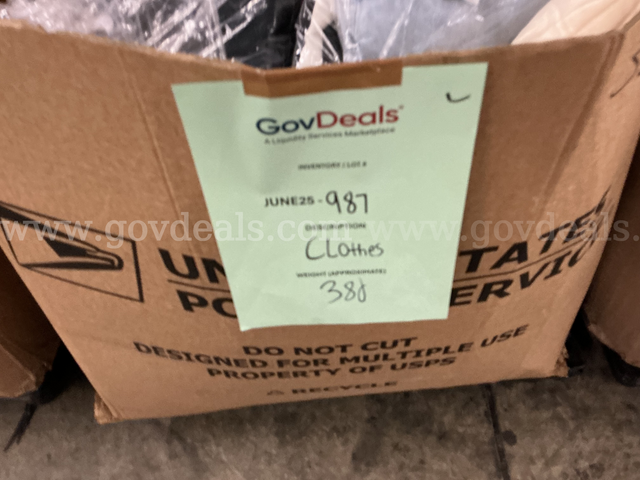 GovDeals
A Liquidity Services Marketplace
INVENTORY / LOT #
JUNE25 - 987
DESCRIPTION
CLothes
WEIGHT (APPROXIMATE)
www.govdeals.com www.govdeals.com www.govdeals.com
DO NOT CUT
DESIGNED FOR MULTIPLE USE
PROPERTY OF USPS
RECYCLE